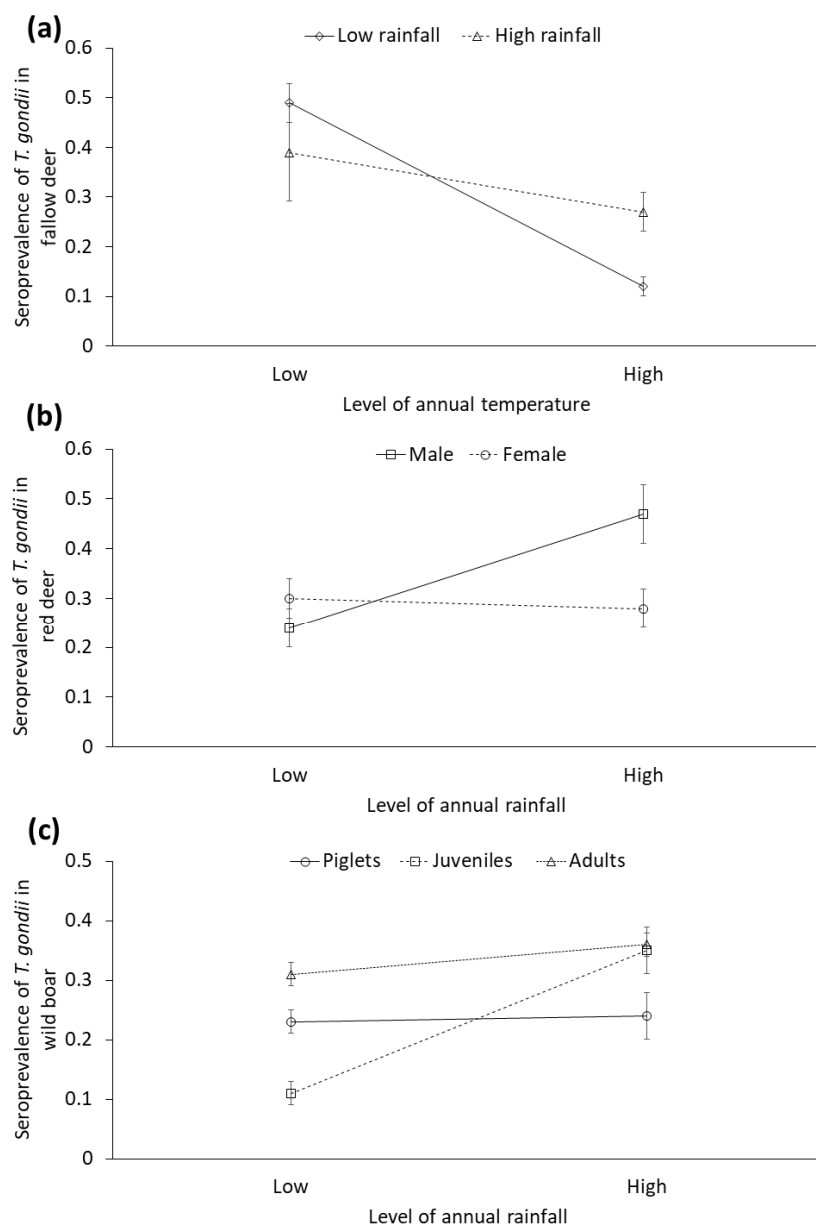 (a)
Low rainfall High rainfall
Seroprevalence of T. gondii in
fallow deer
0.6
0.5
0.4
0.3
0.2
0.1
0
Low High
Level of annual temperature
(b)
Male Female
Seroprevalence of T. gondii in
red deer
0.6
0.5
0.4
0.3
0.2
0.1
0
Low High
Level of annual rainfall
(c)
Piglets Juveniles Adults
Seroprevalence of T. gondii in
wild boar
0.5
0.4
0.3
0.2
0.1
0
Low High
Level of annual rainfall